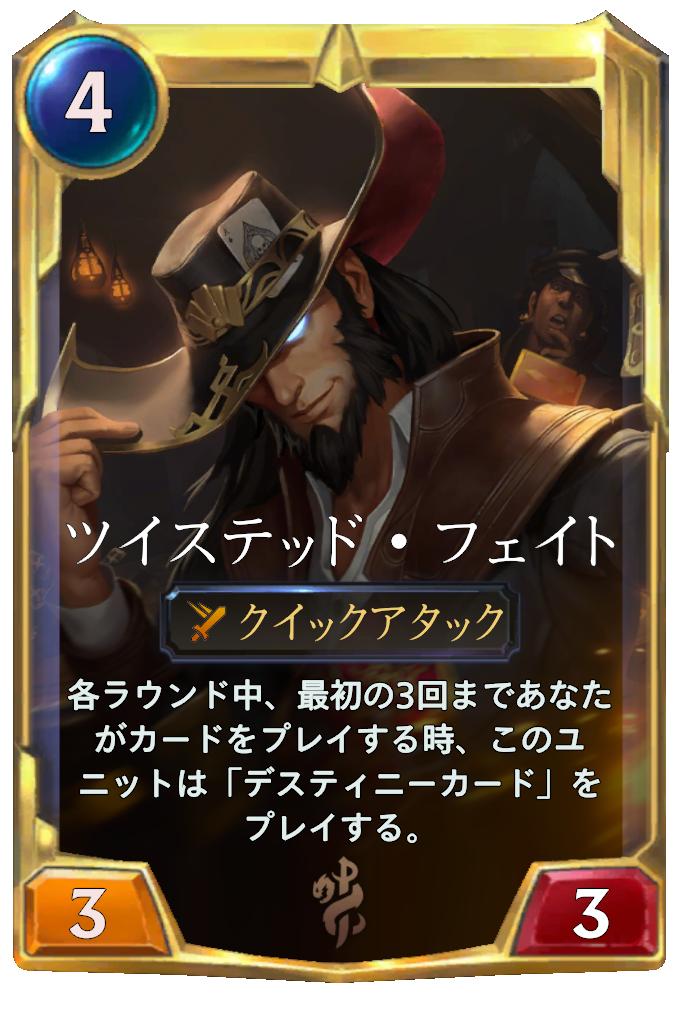 4
ツイステッド・フェイト
クイックアタック
各ラウンド中、最初の3回まであなた
がカードをプレイする時、このユ
ニットは「デスティニーカード」を
プレイする。
3
3